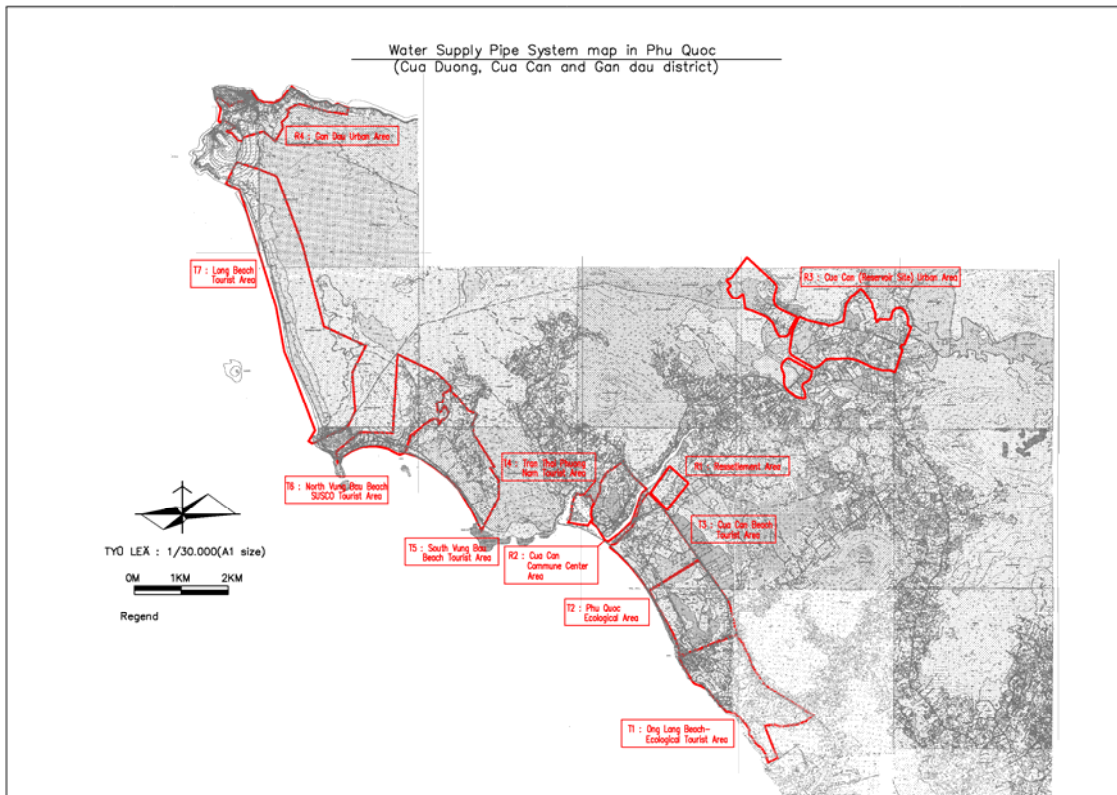 Water Supply Pipe System map in Phu Quoc
(Cua Duong, Cua Can and Gan dau district)
R4 : Gan Dau Urban Area
T7 : Long Beach
Tourist Area
R3 : Cua Can (Reservoir Site) Urban Area
T4 : Tran Thai
Nam Tourist Area
R1 : Area
T6 : North Vung Bau Beach
SUSCO Tourist Area
T3 : Cua Can Beach
Tourist Area
T5 : South Vung Bau
Beach Tourist Area
R2 : Cua Can
Commune Center
Area
TYÛ LEÄ : 1/30.000(A1 size)
0M 1KM 2KM
Regend
T2 : Phu Quoc
Ecological Area
T1 : Ong Lang Beach-
Ecological Tourist Area